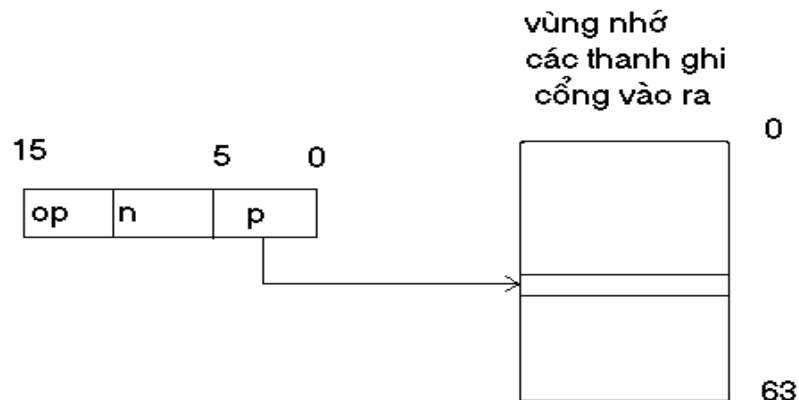 vùng nhớ
các thanh ghi
cổng vào ra
0
15 5 0
op n p
63